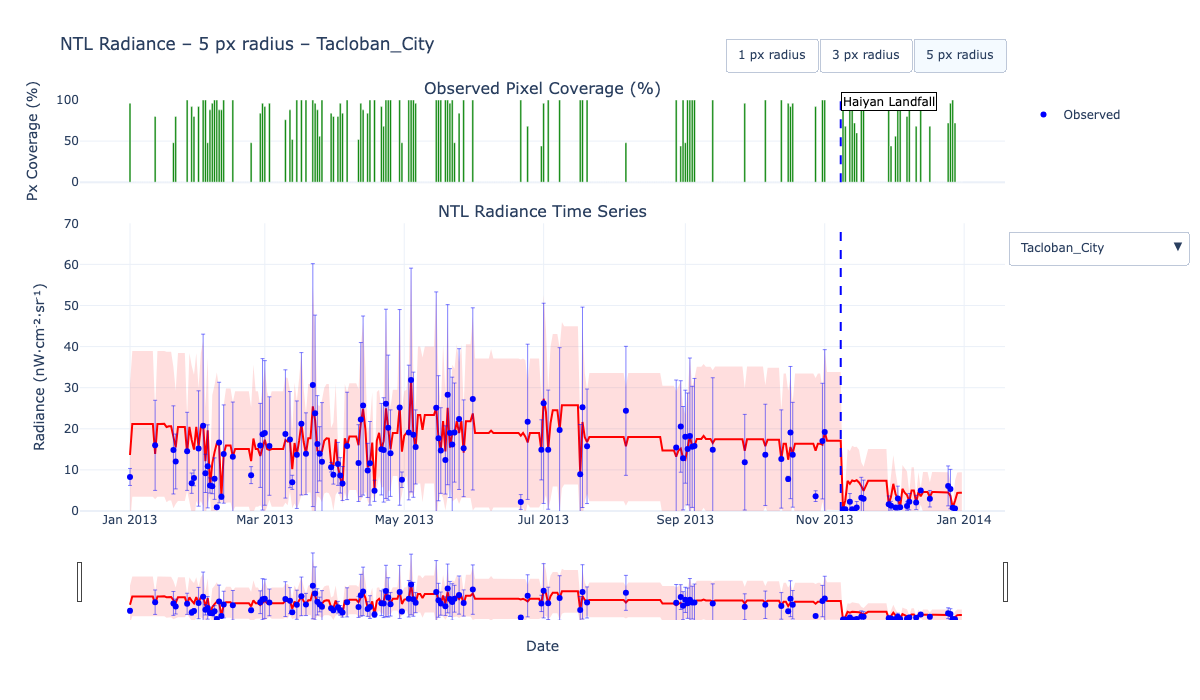 NTL Radiance – 5 px radius – Tacloban_City
1 px radius
3 px radius
5 px radius
Observed Pixel Coverage (%)
Px Coverage (%)
100
50
0
Haiyan Landfall
Observed
NTL Radiance Time Series
Radiance (nW·cm⁻²·sr⁻¹)
70
60
50
40
30
20
10
0
Tacloban_City ▼
Jan 2013
Mar 2013
May 2013
Jul 2013
Sep 2013
Nov 2013
Jan 2014
Date